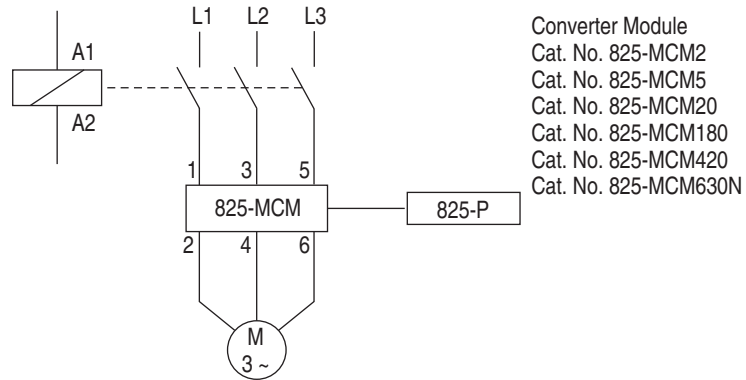 L1 L2 L3
A1
A2
1 3 5
825-MCM
825-P
2 4 6
M
3 ~
Converter Module
Cat. No. 825-MCM2
Cat. No. 825-MCM5
Cat. No. 825-MCM20
Cat. No. 825-MCM180
Cat. No. 825-MCM420
Cat. No. 825-MCM630N